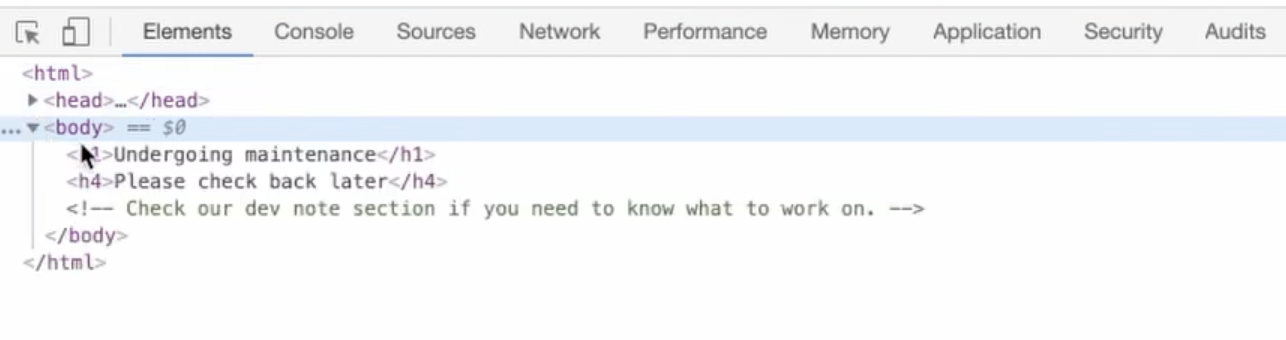 Elements Console Sources Network Performance Memory Application Security Audits
<html>
<head>…</head>
... <body> == $0
<h1>Undergoing maintenance</h1>
<h4>Please check back later</h4>
<!-- Check our dev note section if you need to know what to work on. -->
</body>
</html>